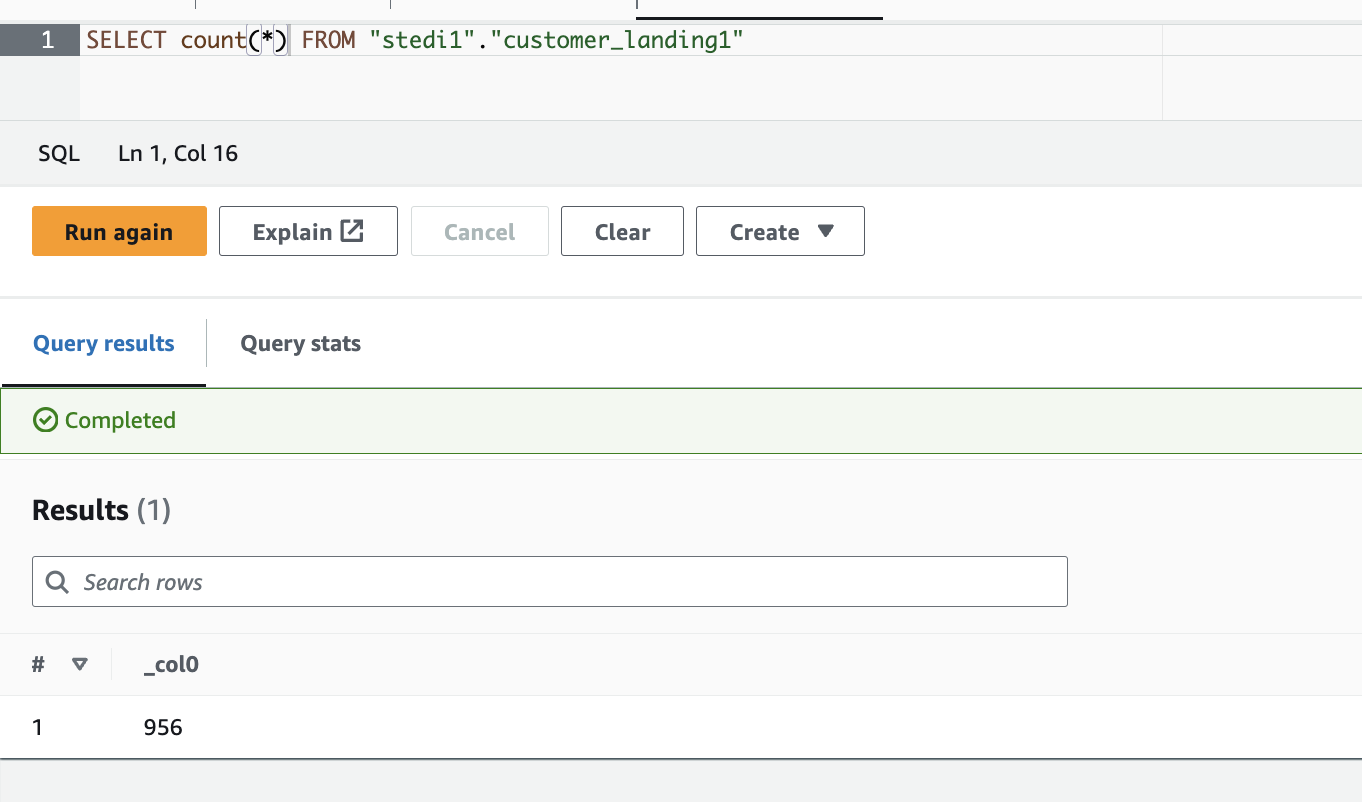 1 SELECT count(*) FROM "stedi1"."customer_landing1"
SQL Ln 1, Col 16
Run again Explain Cancel Clear Create
Query results Query stats
Completed
Results (1)
Search rows
# _col0
1 956